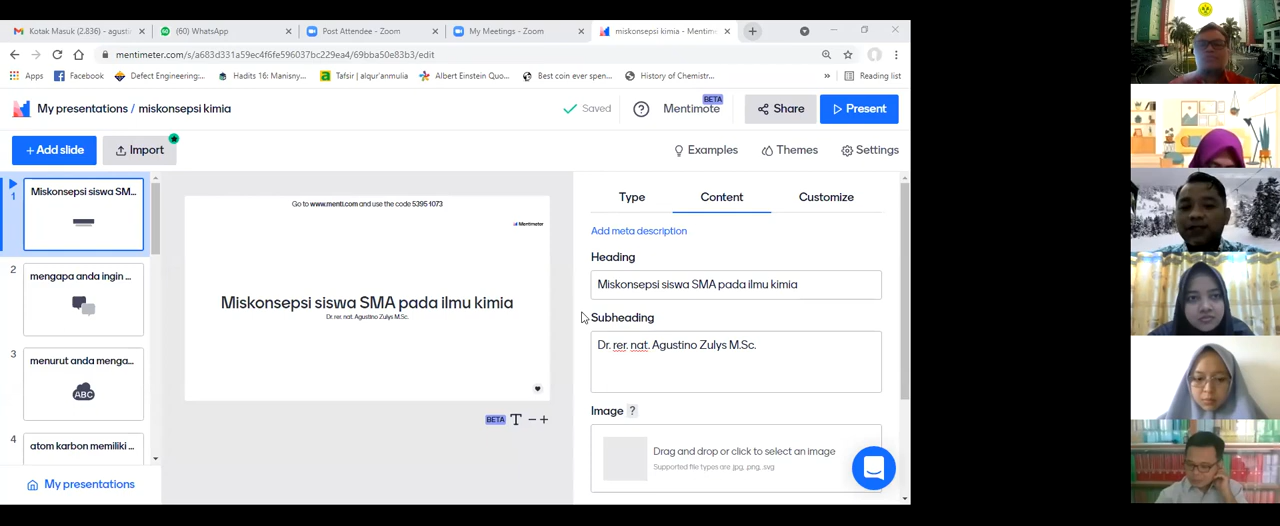 Kotak Masuk (2.836) - agusti
(60) WhatsApp
Post Attendee - Zoom
My Meetings - Zoom
miskonsepsi kimia - Mentime
mentimeter.com/s/a683d331a59ec4f6fe596037bc229ea4/69bba50e83b3/edit
Apps
Facebook
Defect Engineering:...
Hadits 16: Manisny...
Tafsir | alqur'anmulia
Albert Einstein Quo...
Best coin ever spen...
History of Chemistr...
»
Reading list
My presentations / miskonsepsi kimia
Saved
Mentimote
BETA
Share
Present
+ Add slide
Import
Examples
Themes
Settings
1
Miskonsepsi siswa SM...
2
mengapa anda ingin ...
3
menurut anda menga...
ABC
4
atom karbon memiliki ...
My presentations
Go to www.menti.com and use the code 5395 1073
Mentimeter
Miskonsepsi siswa SMA pada ilmu kimia
Dr. rer. nat. Agustino Zulys M.Sc.
BETA T − +
Type
Content
Customize
Add meta description
Heading
Miskonsepsi siswa SMA pada ilmu kimia
Subheading
Dr. rer. nat. Agustino Zulys M.Sc.
Image ?
Drag and drop or click to select an image
Supported file types are .jpg, .png, .svg